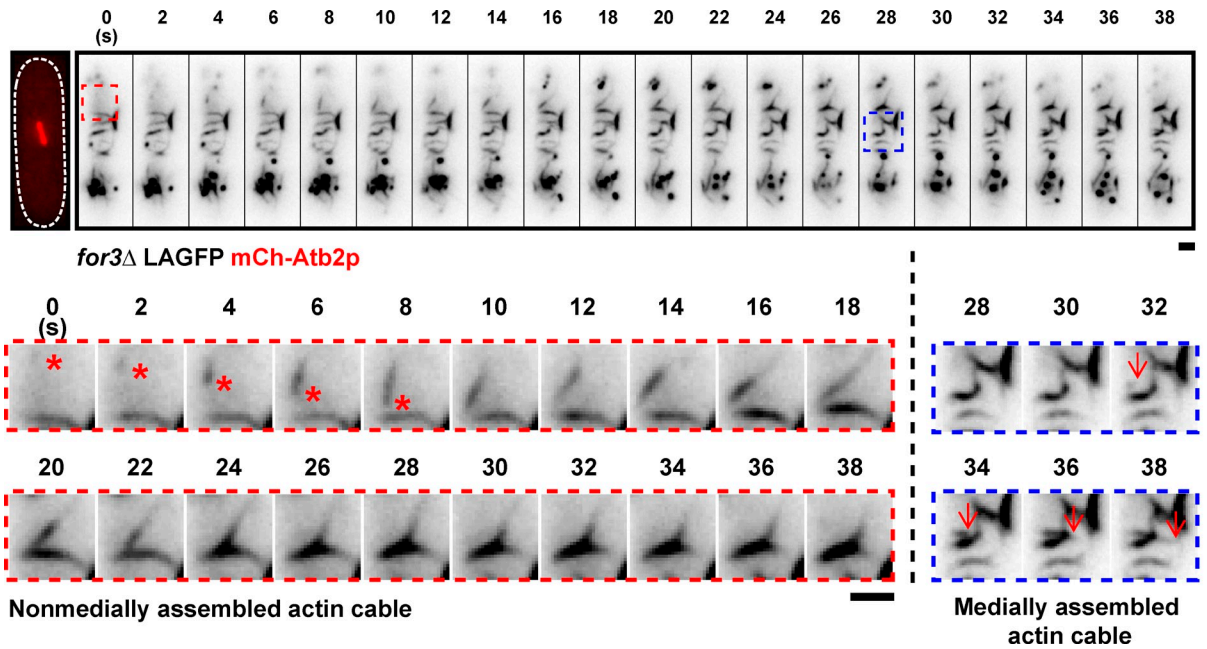 0 2 4 6 8 10 12 14 16 18 20 22 24 26 28 30 32 34 36 38
(s)
for3Δ LAGFP mCh-Atb2p
0 2 4 6 8 10 12 14 16 18
(s)
28 30 32
20 22 24 26 28 30 32 34 36 38
34 36 38
Nonmedially assembled actin cable
Medially assembled
actin cable